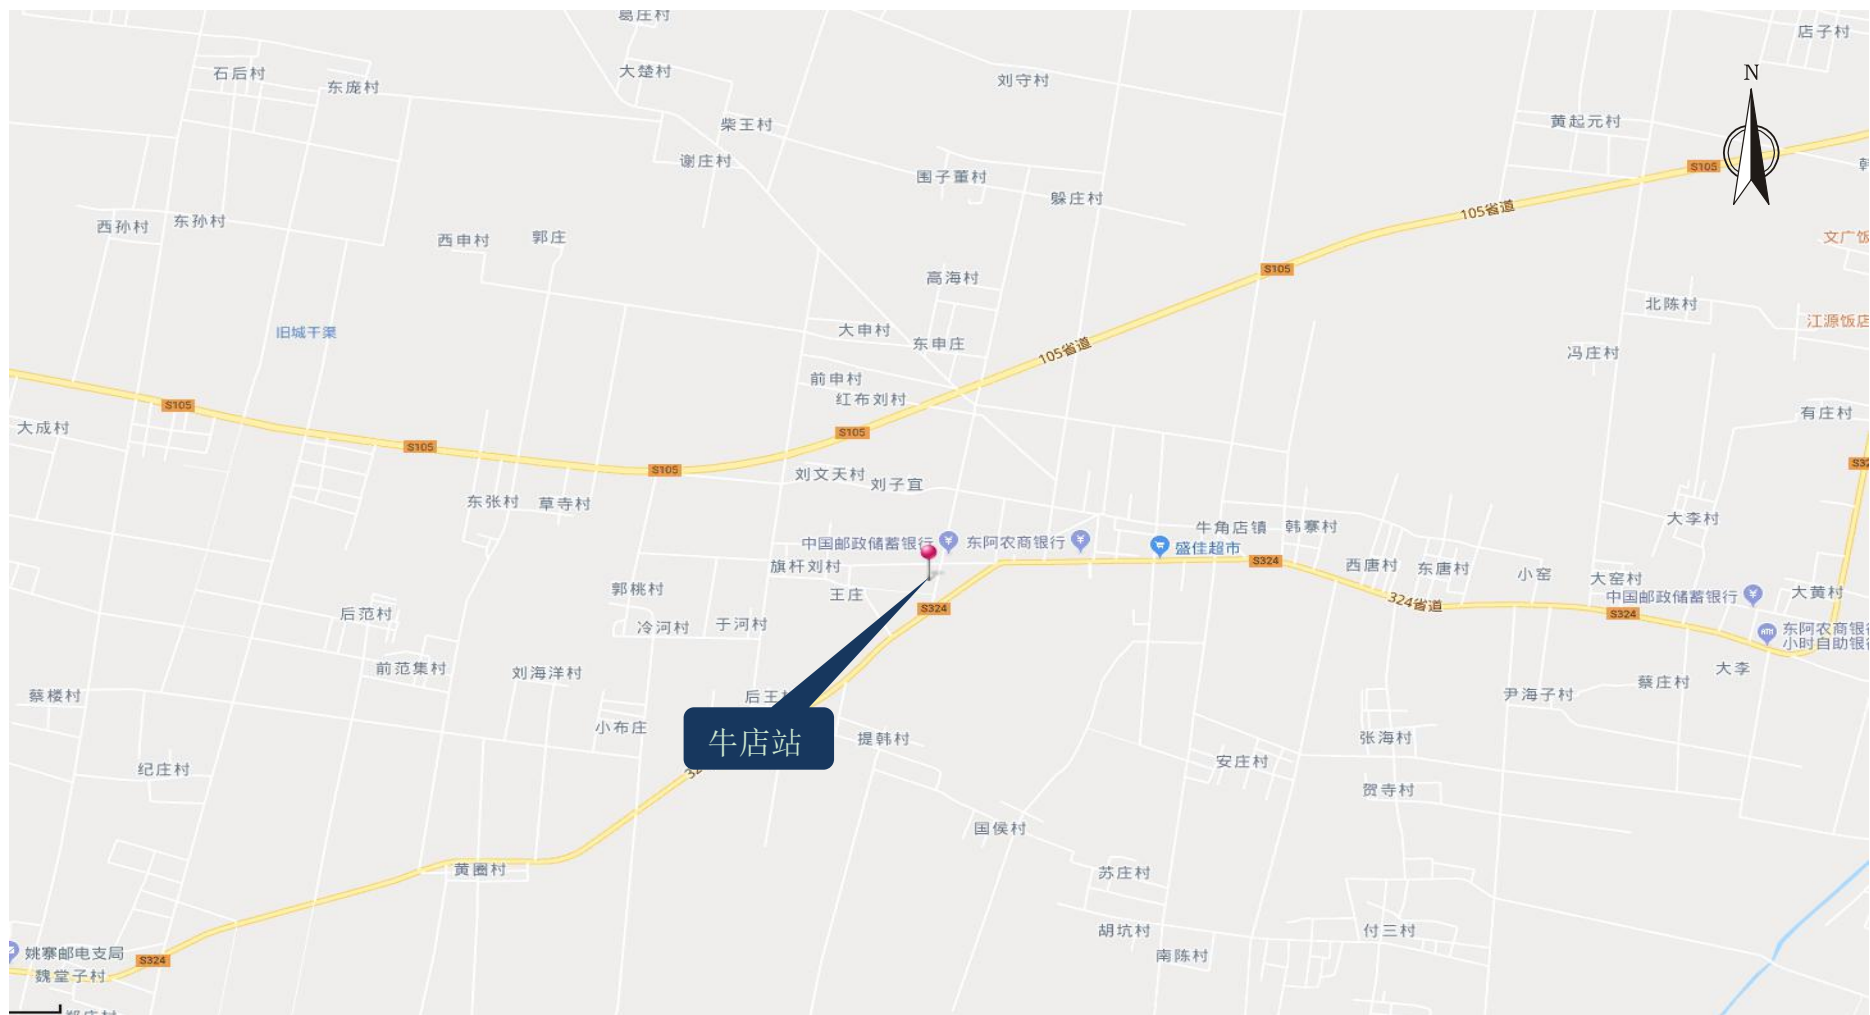 葛庄村
店子村
石后村
东庞村
大楚村
刘守村
N
柴王村
黄起元村
谢庄村
S105
韩
围子董村
躲庄村
西孙村
东孙村
105省道
西申村
郭庄
文广饭
S105
高海村
北陈村
旧城干渠
大申村
东申庄
江源饭店
105省道
冯庄村
前申村
红布刘村
S105
有庄村
大成村
S105
S105
S105
刘文天村
刘子宜
S32
东张村
草寺村
牛角店镇
韩寨村
大李村
中国邮政储蓄银行
东阿农商银行
盛佳超市
旗杆刘村
S324
西唐村
东唐村
小窑
大窑村
郭桃村
王庄
S324
324省道
中国邮政储蓄银行
大黄村
后范村
S324
冷河村
于河村
ATM
东阿农商银行
小时自助银行
前范集村
刘海洋村
大李
蔡楼村
后王
尹海子村
蔡庄村
小布庄
牛店站
提韩村
张海村
纪庄村
32
安庄村
贺寺村
国侯村
黄圈村
苏庄村
胡坑村
付三村
姚寨邮电支局
S324
南陈村
魏堂子村